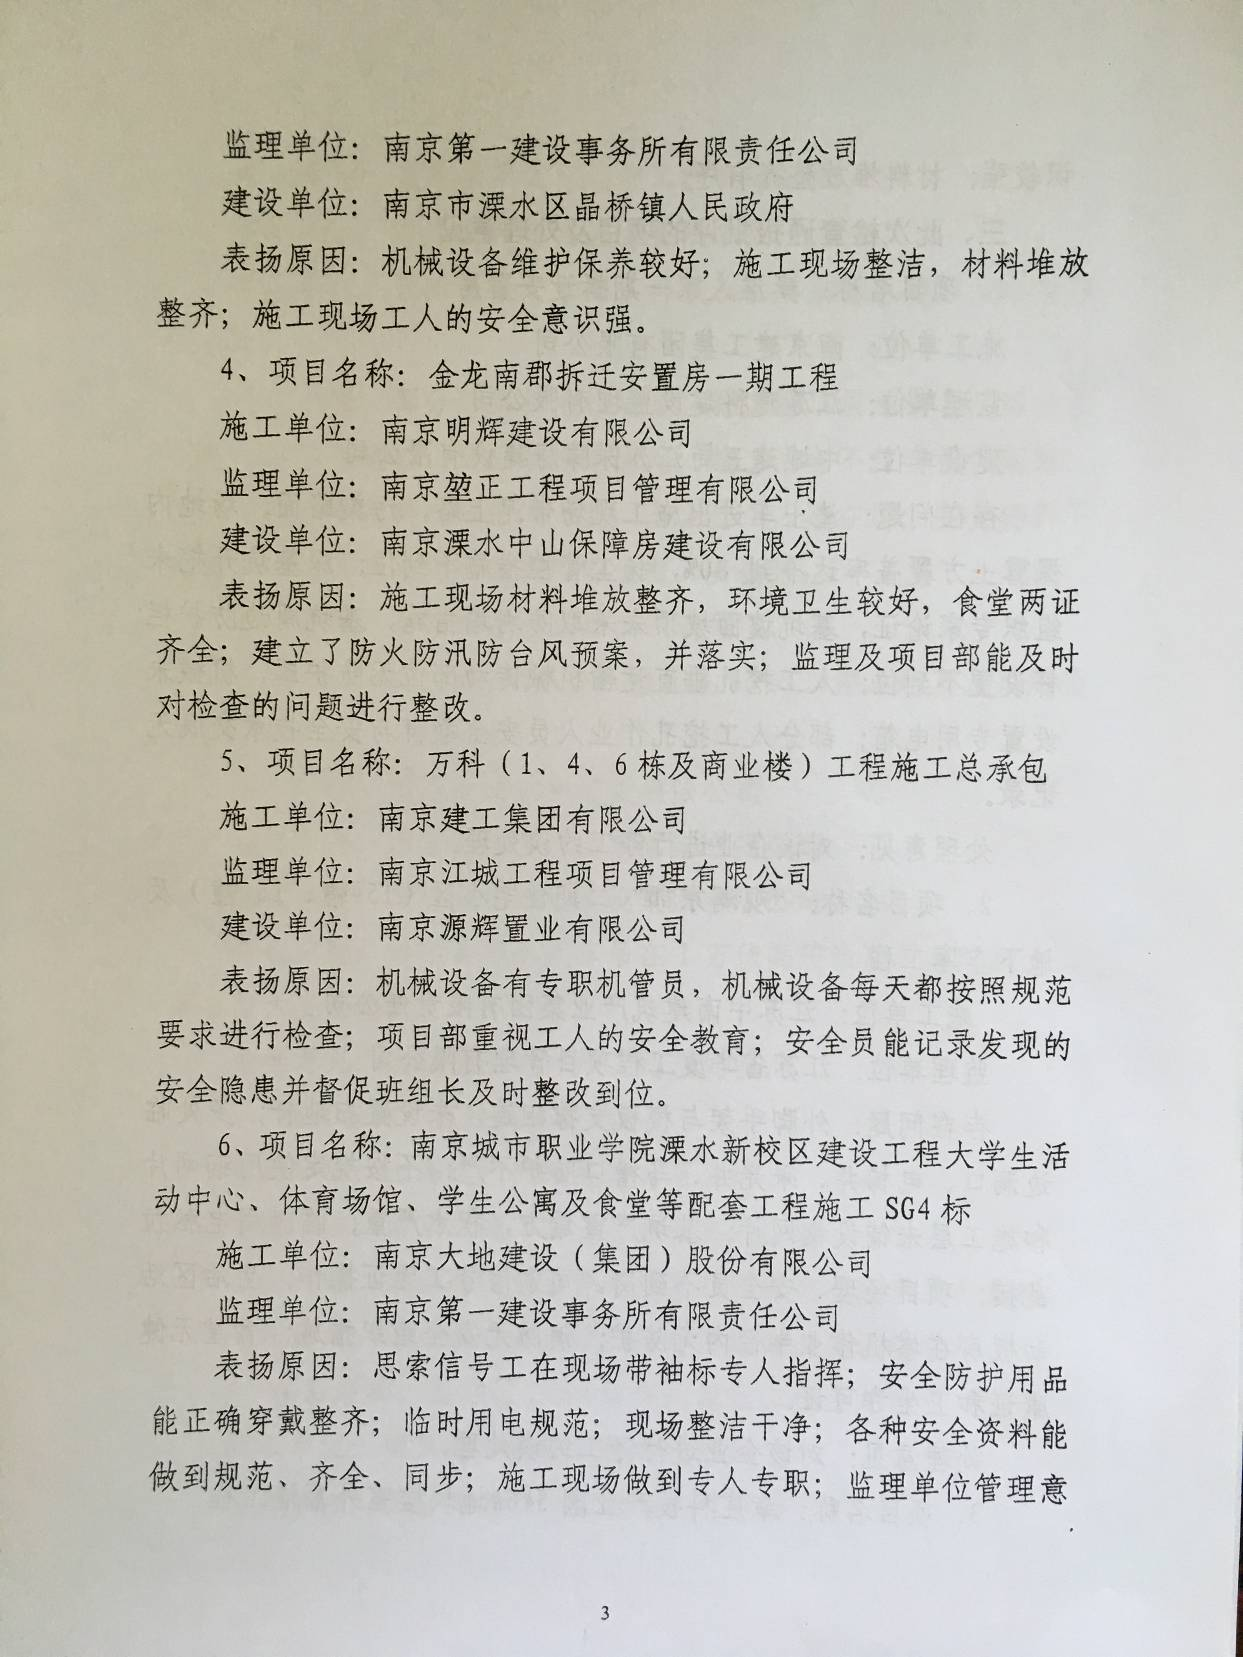 监理单位：南京第一建设事务所有限责任公司
建设单位：南京市溧水区晶桥镇人民政府
表扬原因：机械设备维护保养较好；施工现场整洁，材料堆放
整齐；施工现场工人的安全意识强。
4、项目名称：金龙南郡拆迁安置房一期工程
施工单位：南京明辉建设有限公司
监理单位：南京堃正工程项目管理有限公司
建设单位：南京溧水中山保障房建设有限公司
表扬原因：施工现场材料堆放整齐，环境卫生较好，食堂两证
齐全；建立了防火防汛防台风预案，并落实；监理及项目部能及时
对检查的问题进行整改。
5、项目名称：万科（1、4、6栋及商业楼）工程施工总承包
施工单位：南京建工集团有限公司
监理单位：南京江城工程项目管理有限公司
建设单位：南京源辉置业有限公司
表扬原因：机械设备有专职机管员，机械设备每天都按照规范
要求进行检查；项目部重视工人的安全教育；安全员能记录发现的
安全隐患并督促班组长及时整改到位。
6、项目名称：南京城市职业学院溧水新校区建设工程大学生活
动中心、体育场馆、学生公寓及食堂等配套工程施工 SG4 标
施工单位：南京大地建设（集团）股份有限公司
监理单位：南京第一建设事务所有限责任公司
表扬原因：思索信号工在现场带袖标专人指挥；安全防护用品
能正确穿戴整齐；临时用电规范；现场整洁干净；各种安全资料能
做到规范、齐全、同步；施工现场做到专人专职；监理单位管理意
3